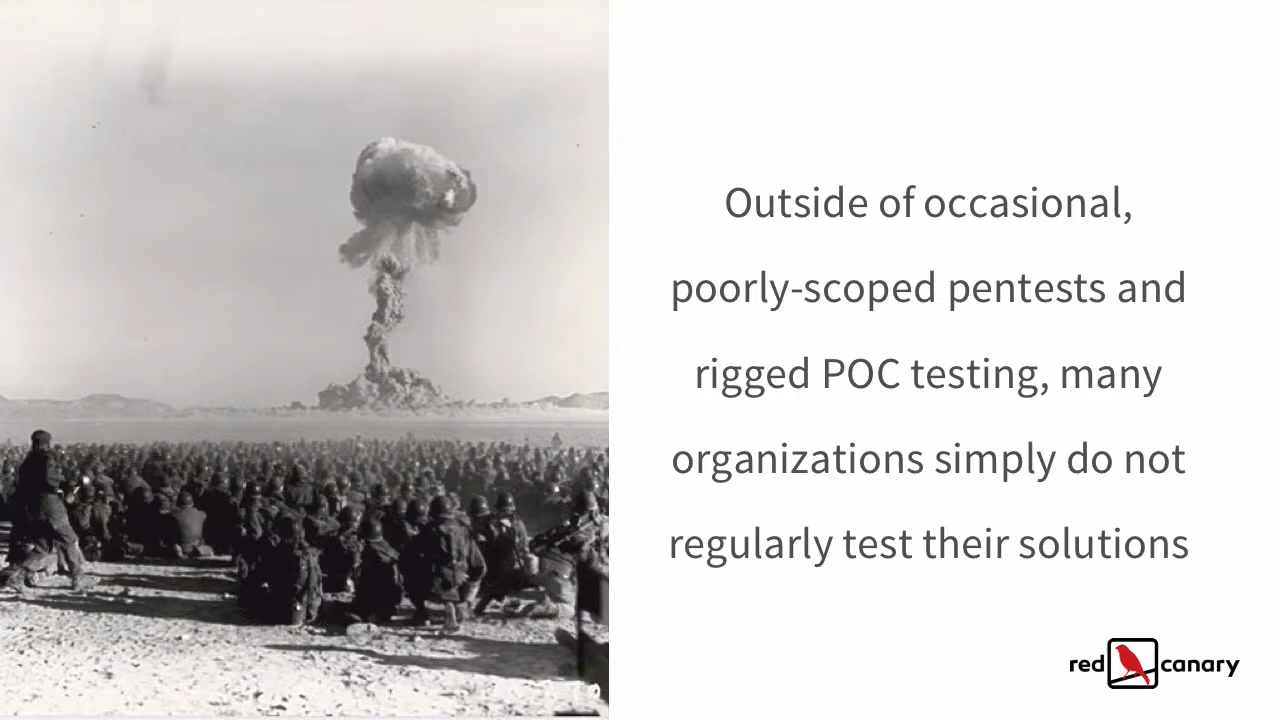 Outside of occasional,
poorly-scoped pentests and
rigged POC testing, many
organizations simply do not
regularly test their solutions
red canary